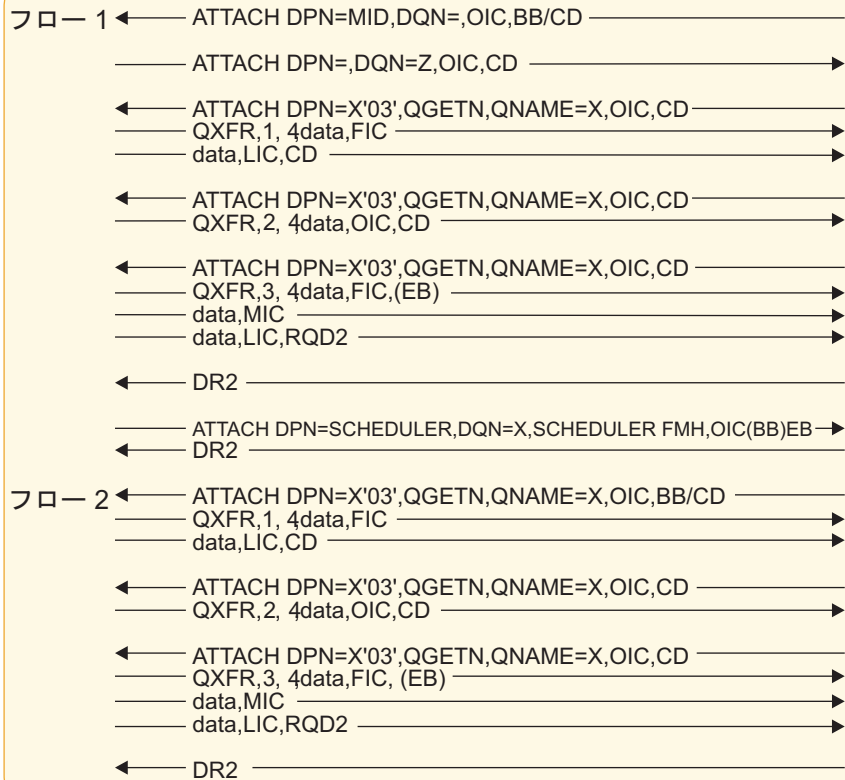 フロー 1 ATTACH DPN=MID,DQN=,OIC,BB/CD
ATTACH DPN=,DQN=Z,OIC,CD
ATTACH DPN=X'03',QGETN,QNAME=X,OIC,CD
QXFR,1, 4data,FIC
data,LIC,CD
ATTACH DPN=X'03',QGETN,QNAME=X,OIC,CD
QXFR,2, 4data,OIC,CD
ATTACH DPN=X'03',QGETN,QNAME=X,OIC,CD
QXFR,3, 4data,FIC,(EB)
data,MIC
data,LIC,RQD2
DR2
ATTACH DPN=SCHEDULER,DQN=X,SCHEDULER FMH,OIC(BB)EB
DR2
フロー 2 ATTACH DPN=X'03',QGETN,QNAME=X,OIC,BB/CD
QXFR,1, 4data,FIC
data,LIC,CD
ATTACH DPN=X'03',QGETN,QNAME=X,OIC,CD
QXFR,2, 4data,OIC,CD
ATTACH DPN=X'03',QGETN,QNAME=X,OIC,CD
QXFR,3, 4data,FIC, (EB)
data,MIC
data,LIC,RQD2
DR2